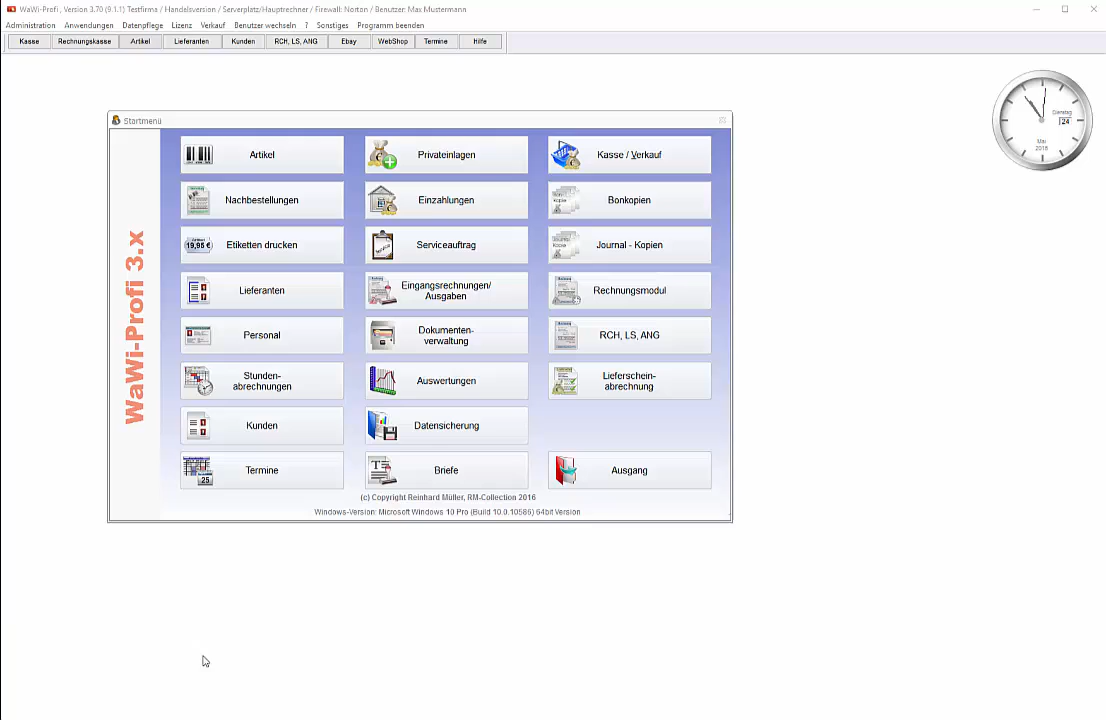 WaWi-Profi , Version 3.70 (9.1.1) Testfirma / Handelsversion / Serverplatz/Hauptrechner / Firewall: Norton / Benutzer: Max Mustermann
Administration Anwendungen Datenpflege Lizenz Verkauf Benutzer wechseln ? Sonstiges Programm beenden
Kasse Rechnungskasse Artikel Lieferanten Kunden RCH, LS, ANG Ebay WebShop Termine Hilfe
Dienstag
24
Mai
2016
Startmenü
WaWi-Profi 3.x
Artikel
Privateinlagen
Kasse / Verkauf
Nachbestellungen
Einzahlungen
Bonkopien
19,95 €
Etiketten drucken
Serviceauftrag
Journal - Kopien
Lieferanten
Eingangsrechnungen/
Ausgaben
Rechnungsmodul
Personal
Dokumenten-
verwaltung
RCH, LS, ANG
Stunden-
abrechnungen
Auswertungen
Lieferschein-
abrechnung
Kunden
Datensicherung
25
Termine
Briefe
Ausgang
(c) Copyright Reinhard Müller, RM-Collection 2016
Windows-Version: Microsoft Windows 10 Pro (Build 10.0.10586) 64bit Version